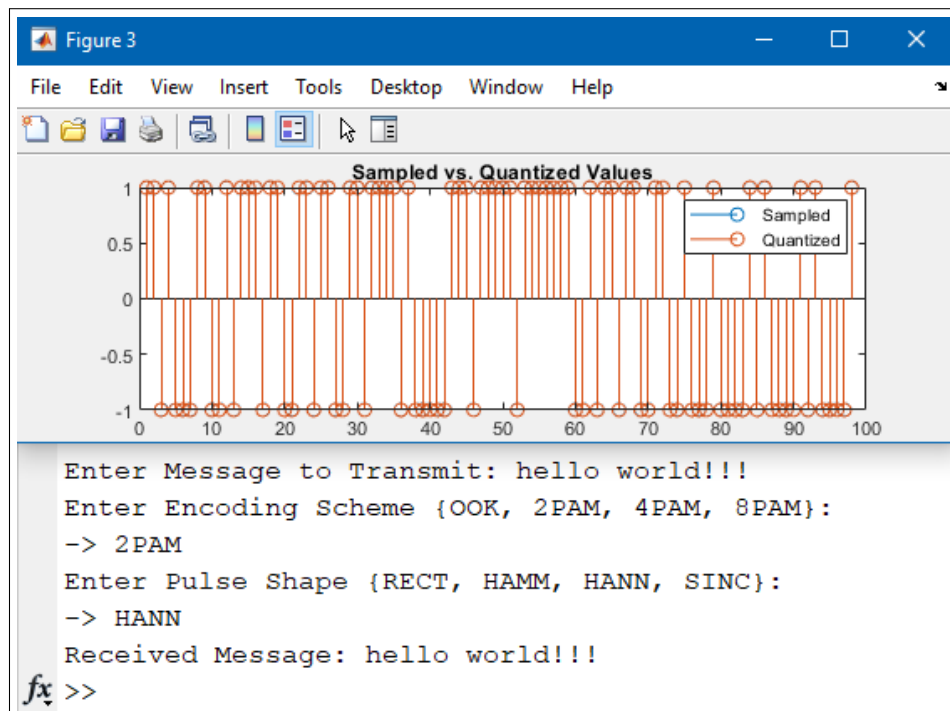 Figure 3
File Edit View Insert Tools Desktop Window Help
Sampled vs. Quantized Values
1
0.5
0
-0.5
-1
0 10 20 30 40 50 60 70 80 90 100
Sampled
Quantized
Enter Message to Transmit: hello world!!!
Enter Encoding Scheme {OOK, 2PAM, 4PAM, 8PAM}:
-> 2PAM
Enter Pulse Shape {RECT, HAMM, HANN, SINC}:
-> HANN
Received Message: hello world!!!
fx >>